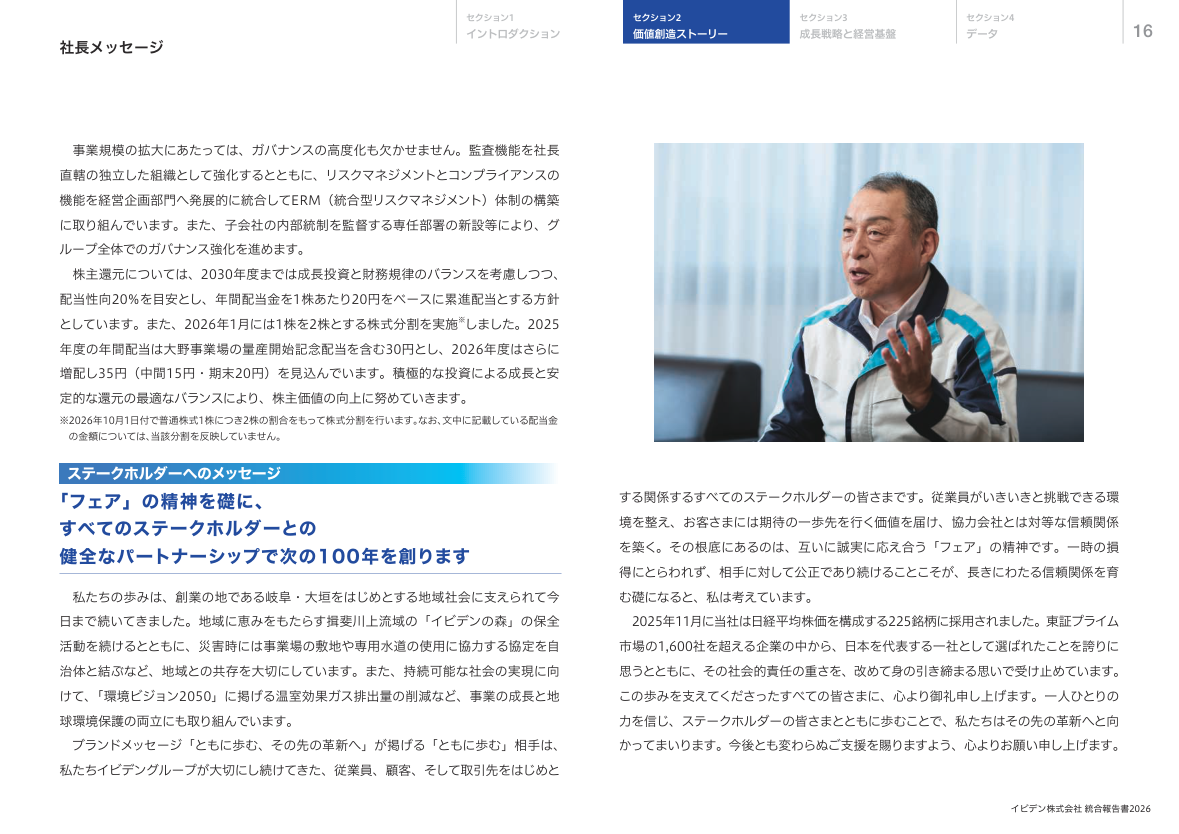 社長メッセージ
セクション1
イントロダクション
セクション2
価値創造ストーリー
セクション3
成長戦略と経営基盤
セクション4
データ
16
事業規模の拡大にあたっては、ガバナンスの高度化も欠かせません。監査機能を社長
直轄の独立した組織として強化するとともに、リスクマネジメントとコンプライアンスの
機能を経営企画部門へ発展的に統合してERM（統合型リスクマネジメント）体制の構築
に取り組んでいます。また、子会社の内部統制を監督する専任部署の新設等により、グ
ループ全体でのガバナンス強化を進めます。
株主還元については、2030年度までは成長投資と財務規律のバランスを考慮しつつ、
配当性向20％を目安とし、年間配当金を1株あたり20円をベースに累進配当とする方針
としています。また、2026年1月には1株を2株とする株式分割を実施※しました。2025
年度の年間配当は大野事業場の量産開始記念配当を含む30円とし、2026年度はさらに
増配し35円（中間15円・期末20円）を見込んでいます。積極的な投資による成長と安
定的な還元の最適なバランスにより、株主価値の向上に努めていきます。
※2026年10月1日付で普通株式1株につき2株の割合をもって株式分割を行います。なお、文中に記載している配当金
の金額については、当該分割を反映していません。
ステークホルダーへのメッセージ
「フェア」の精神を礎に、
すべてのステークホルダーとの
健全なパートナーシップで次の100年を創ります
私たちの歩みは、創業の地である岐阜・大垣をはじめとする地域社会に支えられて今
日まで続いてきました。地域に恵みをもたらす揖斐川上流域の「イビデンの森」の保全
活動を続けるとともに、災害時には事業場の敷地や専用水道の使用に協力する協定を自
治体と結ぶなど、地域との共存を大切にしています。また、持続可能な社会の実現に向
けて、「環境ビジョン2050」に掲げる温室効果ガス排出量の削減など、事業の成長と地
球環境保護の両立にも取り組んでいます。
ブランドメッセージ「ともに歩む、その先の革新へ」が掲げる「ともに歩む」相手は、
私たちイビデングループが大切にし続けてきた、従業員、顧客、そして取引先をはじめと
する関係するすべてのステークホルダーの皆さまです。従業員がいきいきと挑戦できる環
境を整え、お客さまには期待の一歩先を行く価値を届け、協力会社とは対等な信頼関係
を築く。その根底にあるのは、互いに誠実に応え合う「フェア」の精神です。一時の損
得にとらわれず、相手に対して公正であり続けることこそが、長きにわたる信頼関係を育
む礎になると、私は考えています。
2025年11月に当社は日経平均株価を構成する225銘柄に採用されました。東証プライム
市場の1,600社を超える企業の中から、日本を代表する一社として選ばれたことを誇りに
思うとともに、その社会的責任の重さを、改めて身の引き締まる思いで受け止めています。
この歩みを支えてくださったすべての皆さまに、心より御礼申し上げます。一人ひとりの
力を信じ、ステークホルダーの皆さまとともに歩むことで、私たちはその先の革新へと向
かってまいります。今後とも変わらぬご支援を賜りますよう、心よりお願い申し上げます。
イビデン株式会社 統合報告書2026